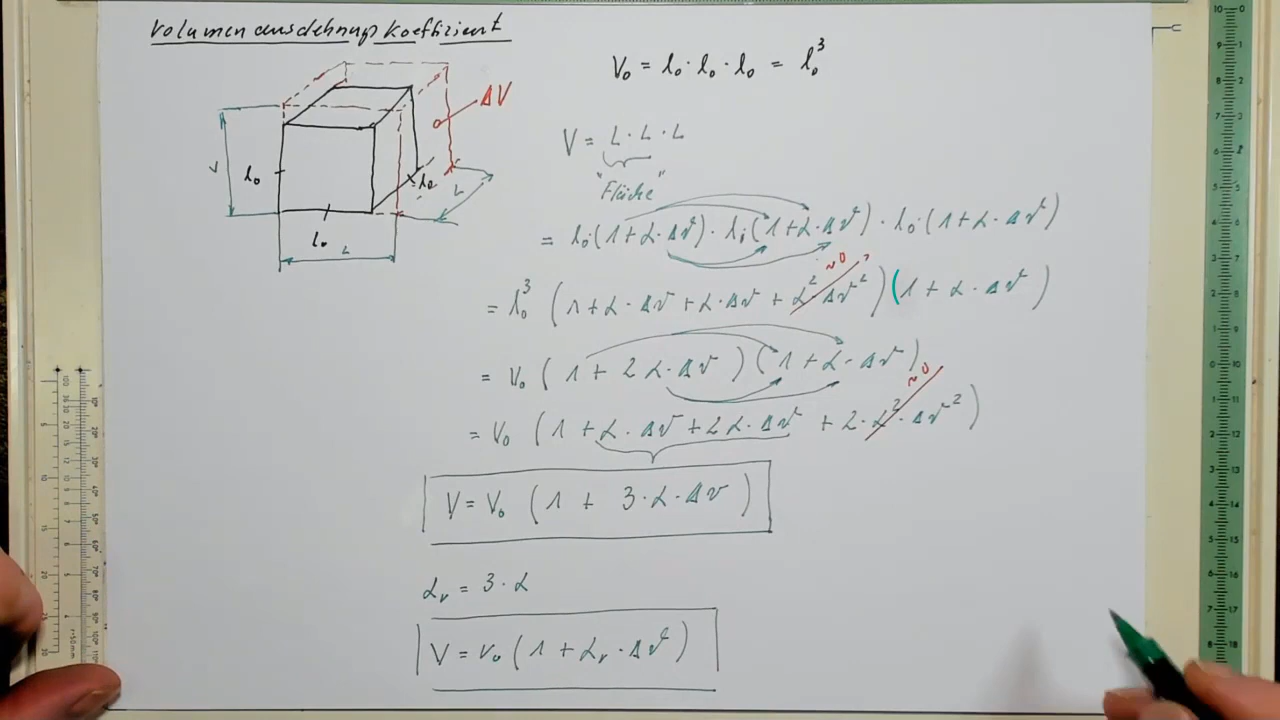 Volumenausdehnungskoeffizient
V₀ = l₀ · l₀ · l₀ = l₀³
ΔV
V = L · L · L
"Fläche"
L
l₀
l₀
L
l₀
L
= l₀(1 + α · Δϑ) · l₀(1 + α · Δϑ) · l₀(1 + α · Δϑ)
≈0
= l₀³ (1 + α · Δϑ + α · Δϑ + α² · Δϑ²)(1 + α · Δϑ)
= V₀ (1 + 2α · Δϑ)(1 + α · Δϑ)
≈0
= V₀ (1 + α · Δϑ + 2α · Δϑ + 2 · α² · Δϑ²)
V = V₀ (1 + 3 · α · Δϑ)
αᵥ = 3 · α
V = V₀ (1 + αᵥ · Δϑ)